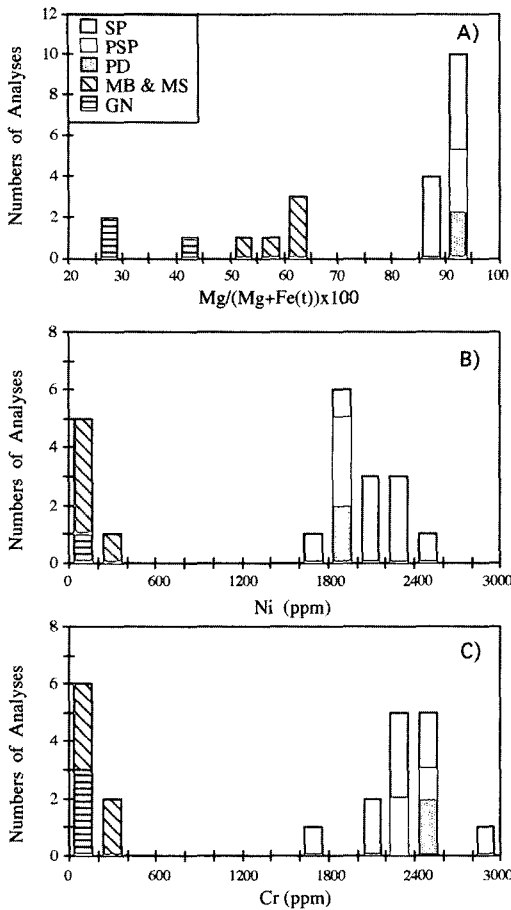 A)
SP
PSP
PD
MB & MS
GN
Numbers of Analyses
12
10
8
6
4
2
0
20 30 40 50 60 70 80 90 100
Mg/(Mg+Fe(t))x100
B)
Numbers of Analyses
8
6
4
2
0
0 600 1200 1800 2400 3000
Ni (ppm)
C)
Numbers of Analyses
8
6
4
2
0
0 600 1200 1800 2400 3000
Cr (ppm)